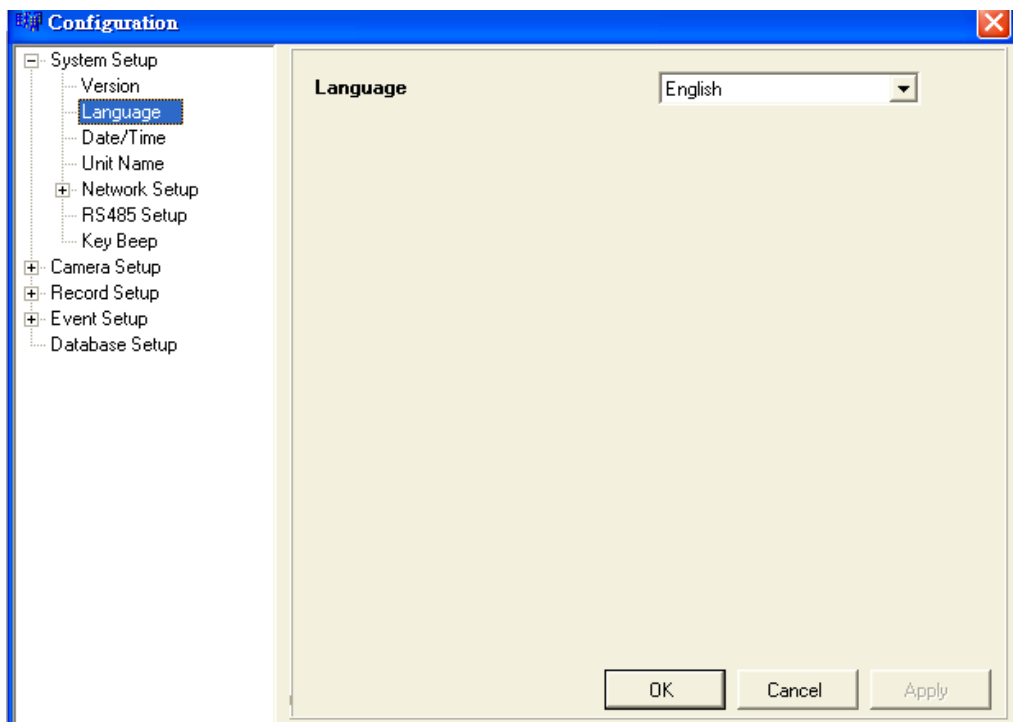 Configuration
System Setup
Version
Language
Date/Time
Unit Name
Network Setup
RS485 Setup
Key Beep
Camera Setup
Record Setup
Event Setup
Database Setup
Language
English
OK
Cancel
Apply